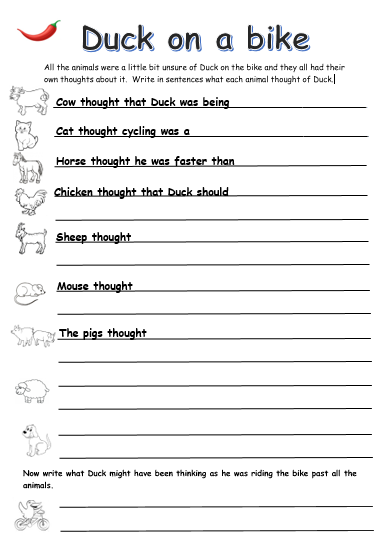 Duck on a bike
All the animals were a little bit unsure of Duck on the bike and they all had their
own thoughts about it. Write in sentences what each animal thought of Duck.
Cow thought that Duck was being
Cat thought cycling was a
Horse thought he was faster than
Chicken thought that Duck should
Sheep thought
Mouse thought
The pigs thought
Now write what Duck might have been thinking as he was riding the bike past all the
animals.